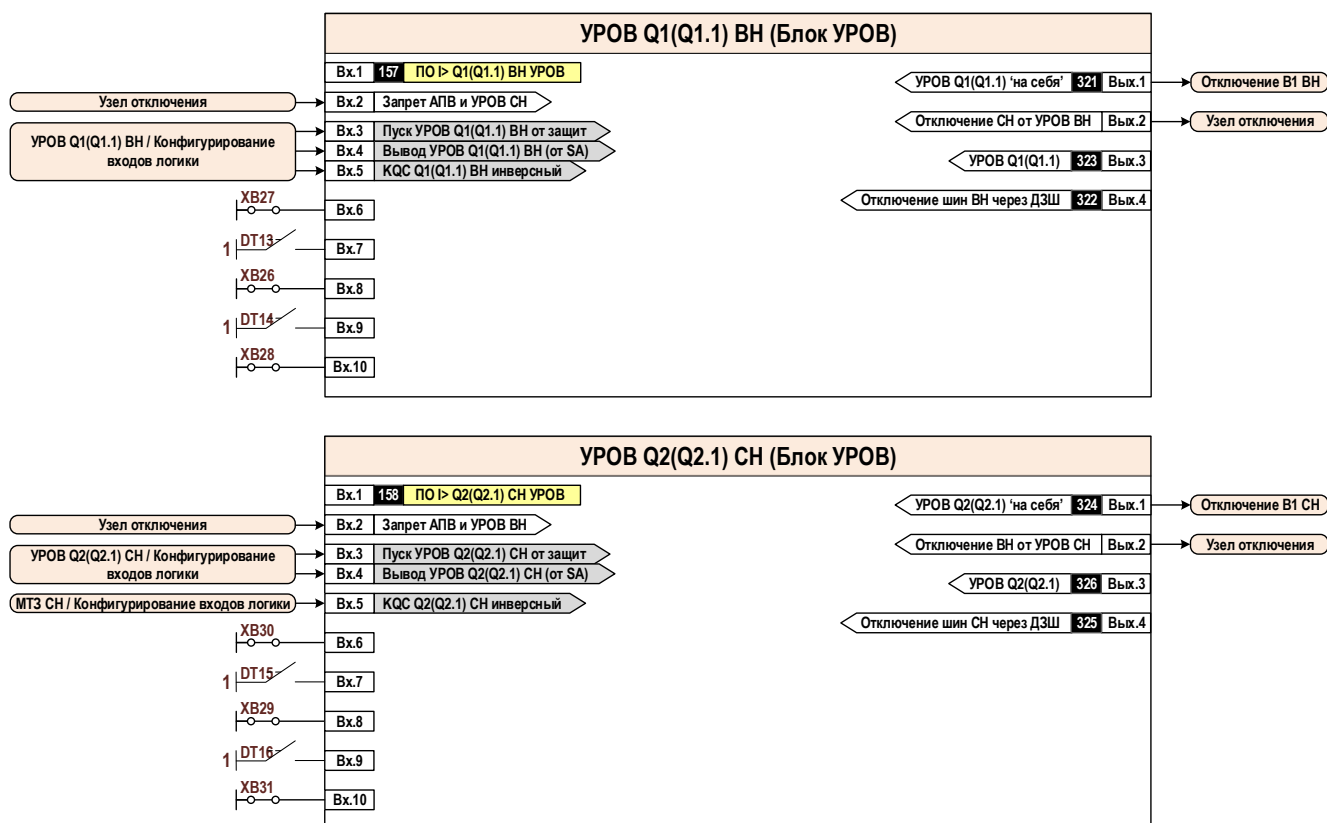 УРОВ Q1(Q1.1) ВН (Блок УРОВ)
Вх.1 157 ПО I> Q1(Q1.1) ВН УРОВ
УРОВ Q1(Q1.1) ‘на себя’ 321 Вых.1
Отключение В1 ВН
Узел отключения
Вх.2 Запрет АПВ и УРОВ СН
Отключение СН от УРОВ ВН Вых.2
Узел отключения
УРОВ Q1(Q1.1) ВН / Конфигурирование
входов логики
Вх.3 Пуск УРОВ Q1(Q1.1) ВН от защит
Вх.4 Вывод УРОВ Q1(Q1.1) ВН (от SA)
Вх.5 KQC Q1(Q1.1) ВН инверсный
УРОВ Q1(Q1.1) 323 Вых.3
Отключение шин ВН через ДЗШ 322 Вых.4
XB27
Вх.6
1 DT13
Вх.7
XB26
Вх.8
1 DT14
Вх.9
XB28
Вх.10
УРОВ Q2(Q2.1) СН (Блок УРОВ)
Вх.1 158 ПО I> Q2(Q2.1) СН УРОВ
УРОВ Q2(Q2.1) ‘на себя’ 324 Вых.1
Отключение В1 СН
Узел отключения
Вх.2 Запрет АПВ и УРОВ ВН
Отключение ВН от УРОВ СН Вых.2
Узел отключения
УРОВ Q2(Q2.1) СН / Конфигурирование
входов логики
Вх.3 Пуск УРОВ Q2(Q2.1) СН от защит
Вх.4 Вывод УРОВ Q2(Q2.1) СН (от SA)
УРОВ Q2(Q2.1) 326 Вых.3
МТЗ СН / Конфигурирование входов логики
Вх.5 KQC Q2(Q2.1) СН инверсный
Отключение шин СН через ДЗШ 325 Вых.4
XB30
Вх.6
1 DT15
Вх.7
XB29
Вх.8
1 DT16
Вх.9
XB31
Вх.10